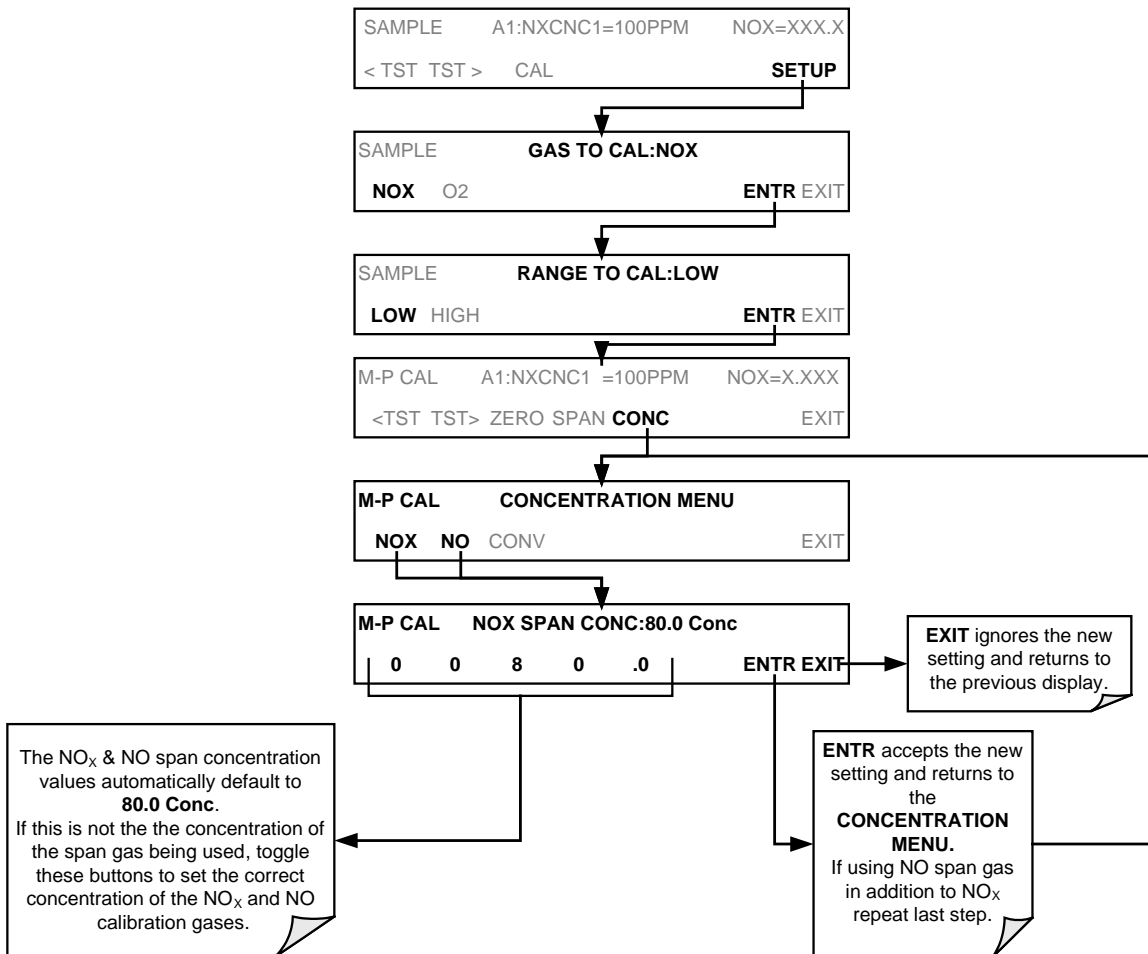 SAMPLE A1:NXCNC1=100PPM NOX=XXX.X
< TST TST > CAL SETUP
SAMPLE GAS TO CAL:NOX
NOX O2 ENTR EXIT
SAMPLE RANGE TO CAL:LOW
LOW HIGH ENTR EXIT
M-P CAL A1:NXCNC1 =100PPM NOX=X.XXX
<TST TST> ZERO SPAN CONC EXIT
M-P CAL CONCENTRATION MENU
NOX NO CONV EXIT
M-P CAL NOX SPAN CONC:80.0 Conc
0 0 8 0 .0 ENTR EXIT
EXIT ignores the new
setting and returns to
the previous display.
The NOX & NO span concentration
values automatically default to
80.0 Conc.
If this is not the the concentration of
the span gas being used, toggle
these buttons to set the correct
concentration of the NOX and NO
calibration gases.
ENTR accepts the new
setting and returns to
the
CONCENTRATION
MENU.
If using NO span gas
in addition to NOX
repeat last step.